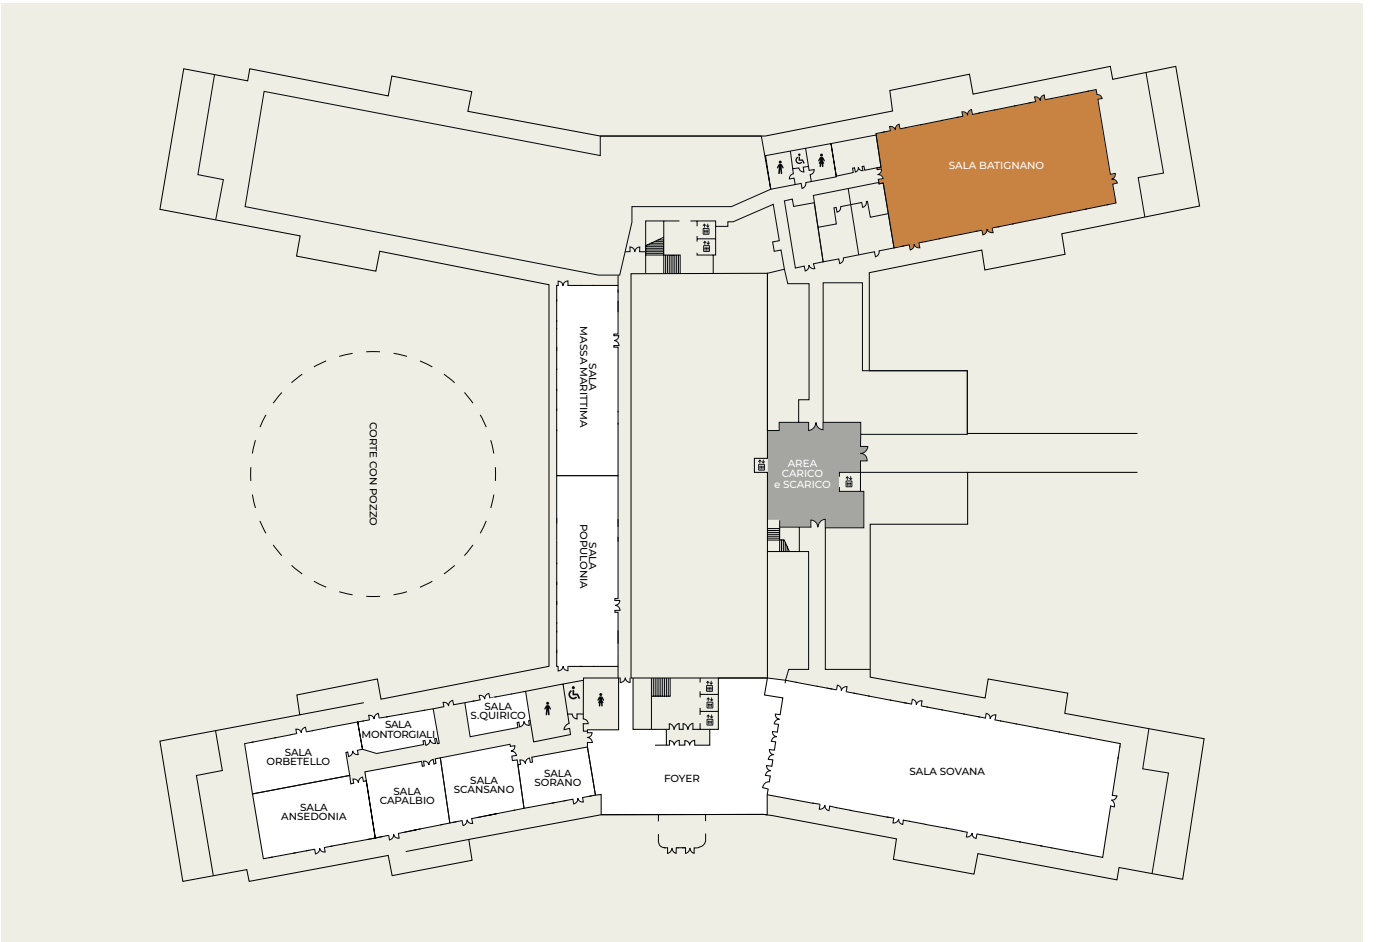 SALA BATIGNANO
SALA
MASSA MARITTIMA
CORTE CON POZZO
AREA
CARICO
e SCARICO
SALA
POPULONIA
SALA
S.QUIRICO
SALA
MONTORGIALI
SALA
ORBETELLO
SALA
ANSEDONIA
SALA
CAPALBIO
SALA
SCANSANO
SALA
SORANO
FOYER
SALA SOVANA